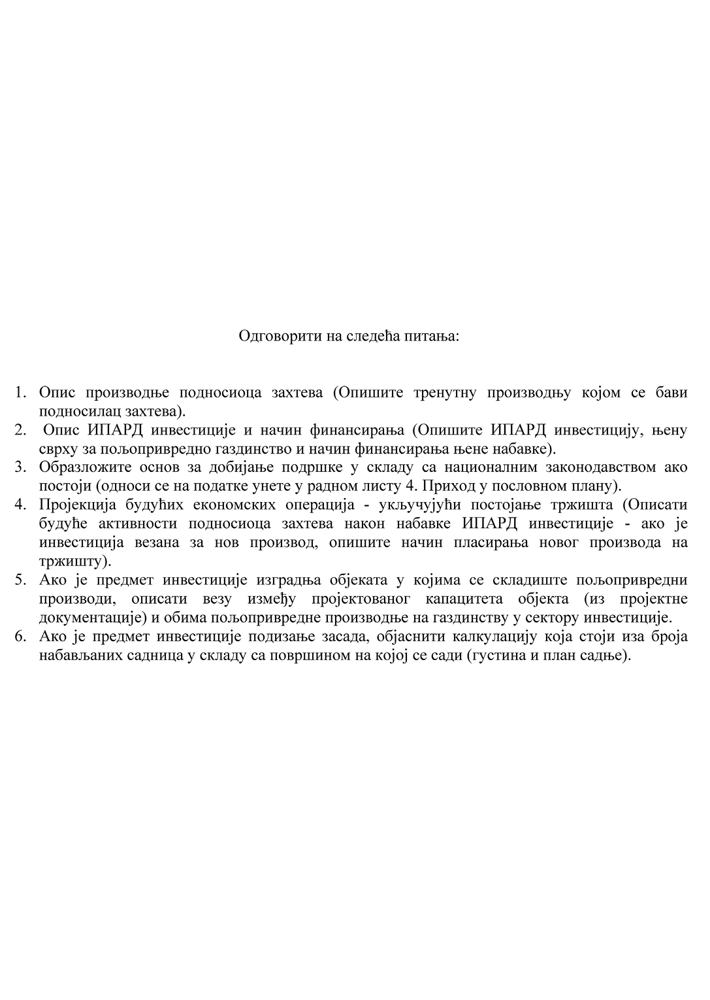 Одговорити на следећа питања:
1. Опис производње подносиоца захтева (Опишите тренутну производњу којом се бави
подносилац захтева).
2. Опис ИПАРД инвестиције и начин финансирања (Опишите ИПАРД инвестицију, њену
сврху за пољопривредно газдинство и начин финансирања њене набавке).
3. Образложите основ за добијање подршке у складу са националним законодавством ако
постоји (односи се на податке унете у радном листу 4. Приход у пословном плану).
4. Пројекција будућих економских операција - укључујући постојање тржишта (Описати
будуће активности подносиоца захтева након набавке ИПАРД инвестиције - ако је
инвестиција везана за нов производ, опишите начин пласирања новог производа на
тржишту).
5. Ако је предмет инвестиције изградња објеката у којима се складиште пољопривредни
производи, описати везу између пројектованог капацитета објекта (из пројектне
документације) и обима пољопривредне производње на газдинству у сектору инвестиције.
6. Ако је предмет инвестиције подизање засада, објаснити калкулацију која стоји иза броја
набављаних садница у складу са површином на којој се сади (густина и план садње).